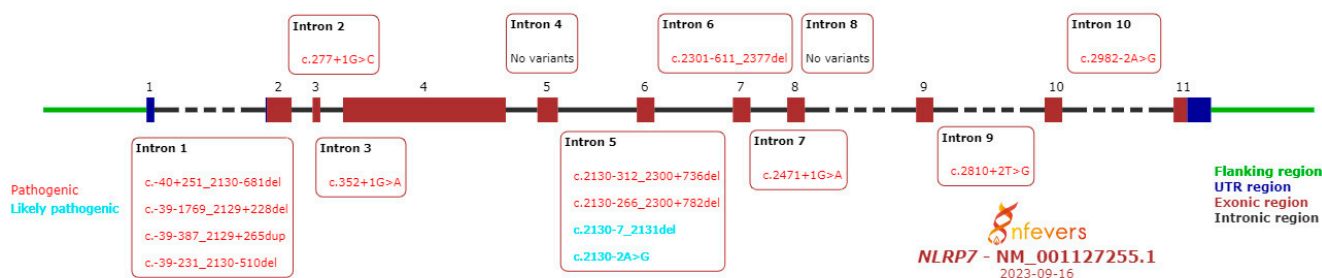 Intron 2
c.277+1G>C
Intron 4
No variants
Intron 6
c.2301-611_2377del
Intron 8
No variants
Intron 10
c.2982-2A>G
1
2
3
4
5
6
7
8
9
10
11
Intron 1
c.-40+251_2130-681del
c.-39-1769_2129+228del
c.-39-387_2129+265dup
c.-39-231_2130-510del
Intron 3
c.352+1G>A
Intron 5
c.2130-312_2300+736del
c.2130-266_2300+782del
c.2130-7_2131del
c.2130-2A>G
Intron 7
c.2471+1G>A
Intron 9
c.2810+2T>G
Pathogenic
Likely pathogenic
Flanking region
UTR region
Exonic region
Intronic region
nfevers
NLRP7 - NM_001127255.1
2023-09-16